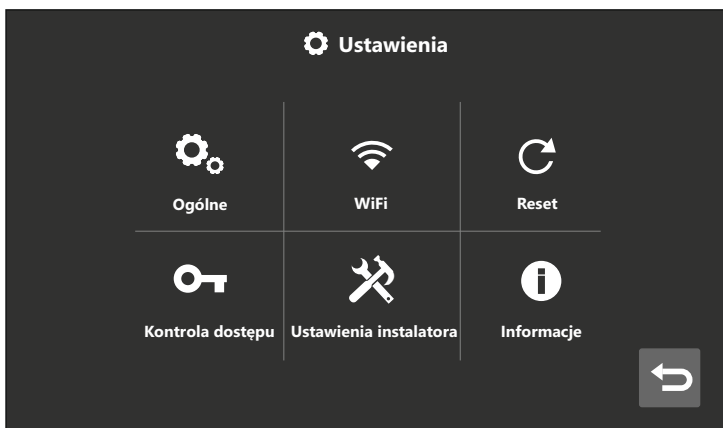 Ustawienia
Ogólne
WiFi
Reset
Kontrola dostępu
Ustawienia instalatora
Informacje